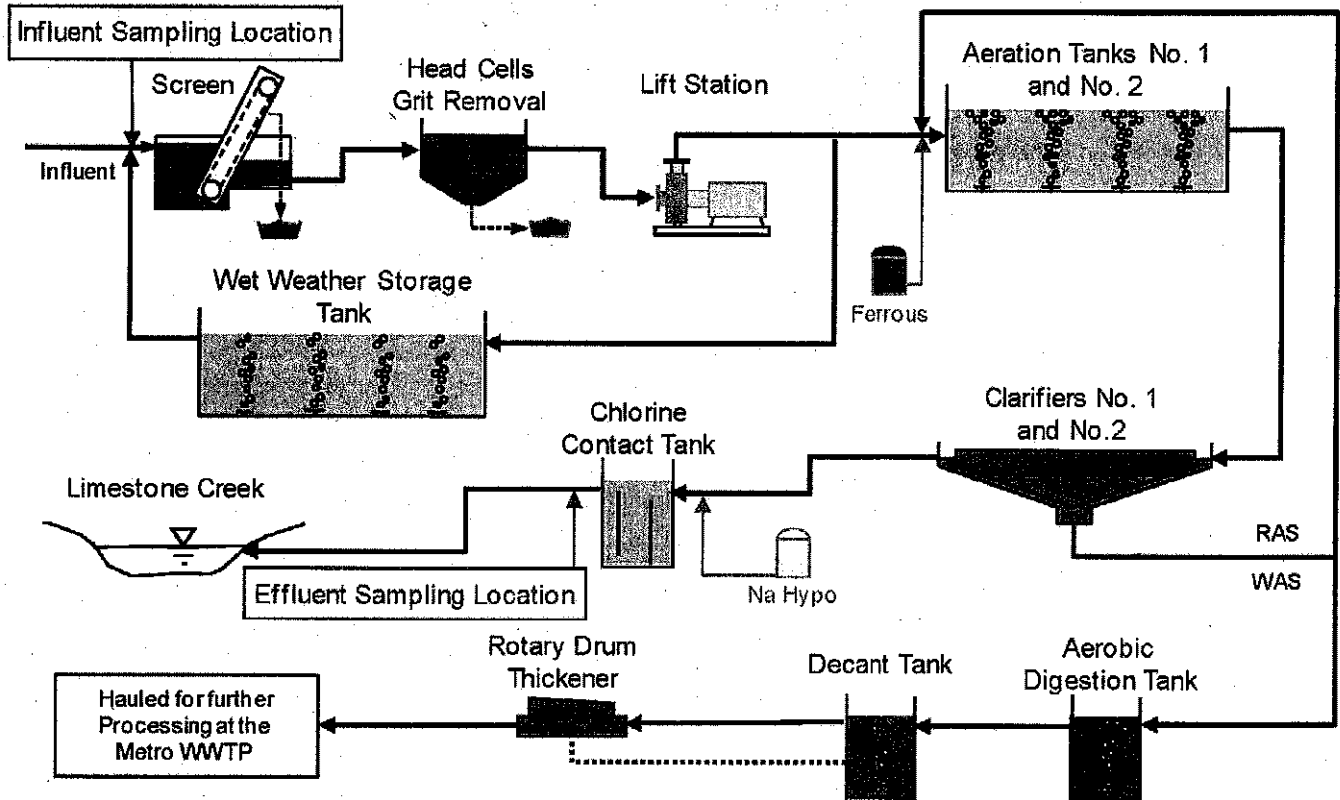 Influent Sampling Location
Screen
Head Cells
Grit Removal
Lift Station
Aeration Tanks No. 1
and No. 2
Influent
Wet Weather Storage
Tank
Ferrous
Chlorine
Contact Tank
Clarifiers No. 1
and No.2
Limestone Creek
RAS
WAS
Effluent Sampling Location
Na Hypo
Rotary Drum
Thickener
Decant Tank
Aerobic
Digestion Tank
Hauled for further
Processing at the
Metro WWTP